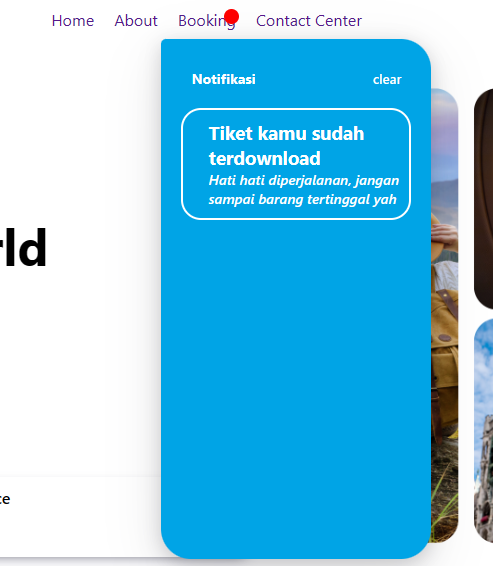 Home About Booking Contact Center
Notifikasi clear
Tiket kamu sudah
terdownload
Hati hati diperjalanan, jangan
sampai barang tertinggal yah
rld
ce